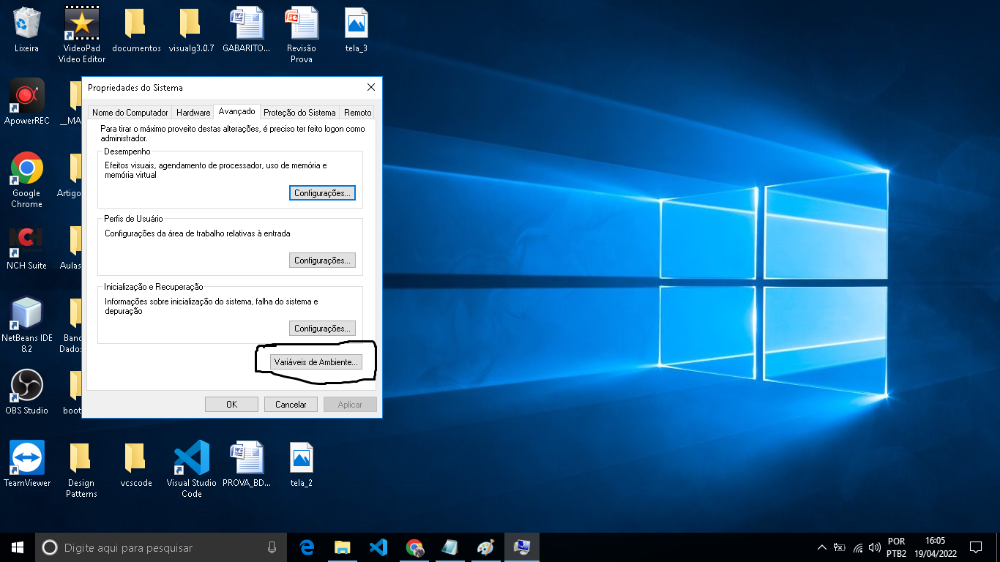 Lixeira
VideoPad
Video Editor
documentos
visualg3.0.7
GABARITO...
Revisão
Prova
tela_3
Propriedades do Sistema
Nome do Computador
Hardware
Avançado
Proteção do Sistema
Remoto
Para tirar o máximo proveito destas alterações, é preciso ter feito logon como
administrador.
Desempenho
Efeitos visuais, agendamento de processador, uso de memória e
memória virtual
Configurações...
Perfis de Usuário
Configurações da área de trabalho relativas à entrada
Configurações...
Inicialização e Recuperação
Informações sobre inicialização do sistema, falha do sistema e
depuração
Configurações...
Variáveis de Ambiente...
OK
Cancelar
Aplicar
ApowerREC
__MA
Google
Chrome
Artigo
NCH
NCH Suite
Aulas
NetBeans IDE
8.2
Banc
Dado
OBS Studio
boot
TeamViewer
Design
Patterns
vcscode
Visual Studio
Code
PROVA_BD...
tela_2
Digite aqui para pesquisar
POR
PTB2
16:05
19/04/2022